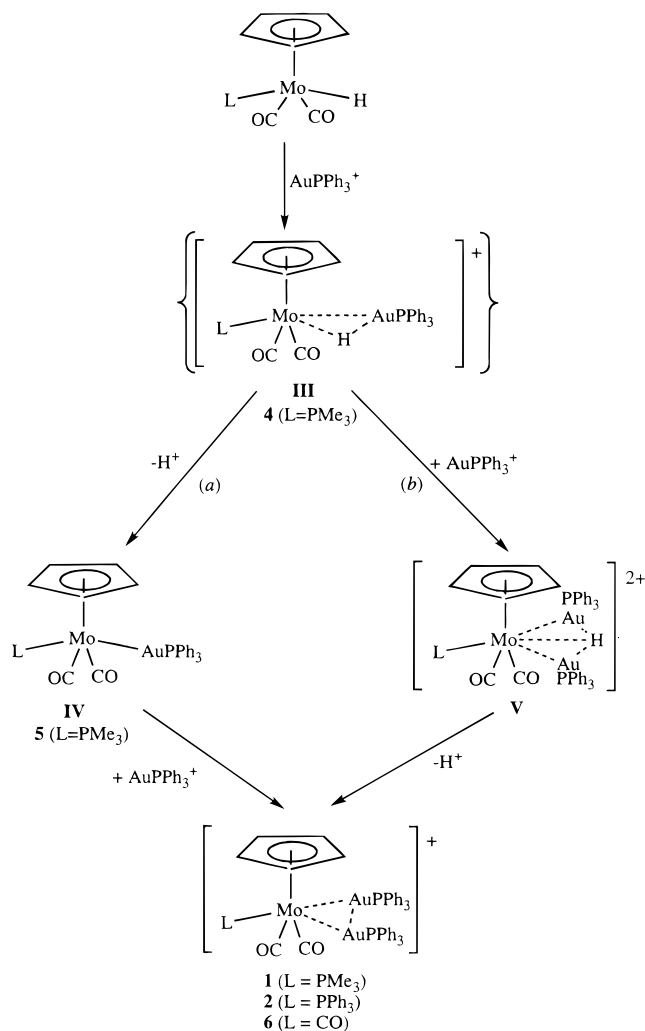 Mo
L H
OC CO
AuPPh₃⁺
+
Mo AuPPh₃
L H
OC CO
III
4 (L=PMe₃)
-H⁺ + AuPPh₃⁺
(a) (b)
2+
PPh₃
Au
Mo Mo H
L AuPPh₃ L Au
OC CO OC CO PPh₃
IV V
5 (L=PMe₃)
+ AuPPh₃⁺ -H⁺
+
AuPPh₃
Mo
L AuPPh₃
OC CO
1 (L = PMe₃)
2 (L = PPh₃)
6 (L = CO)